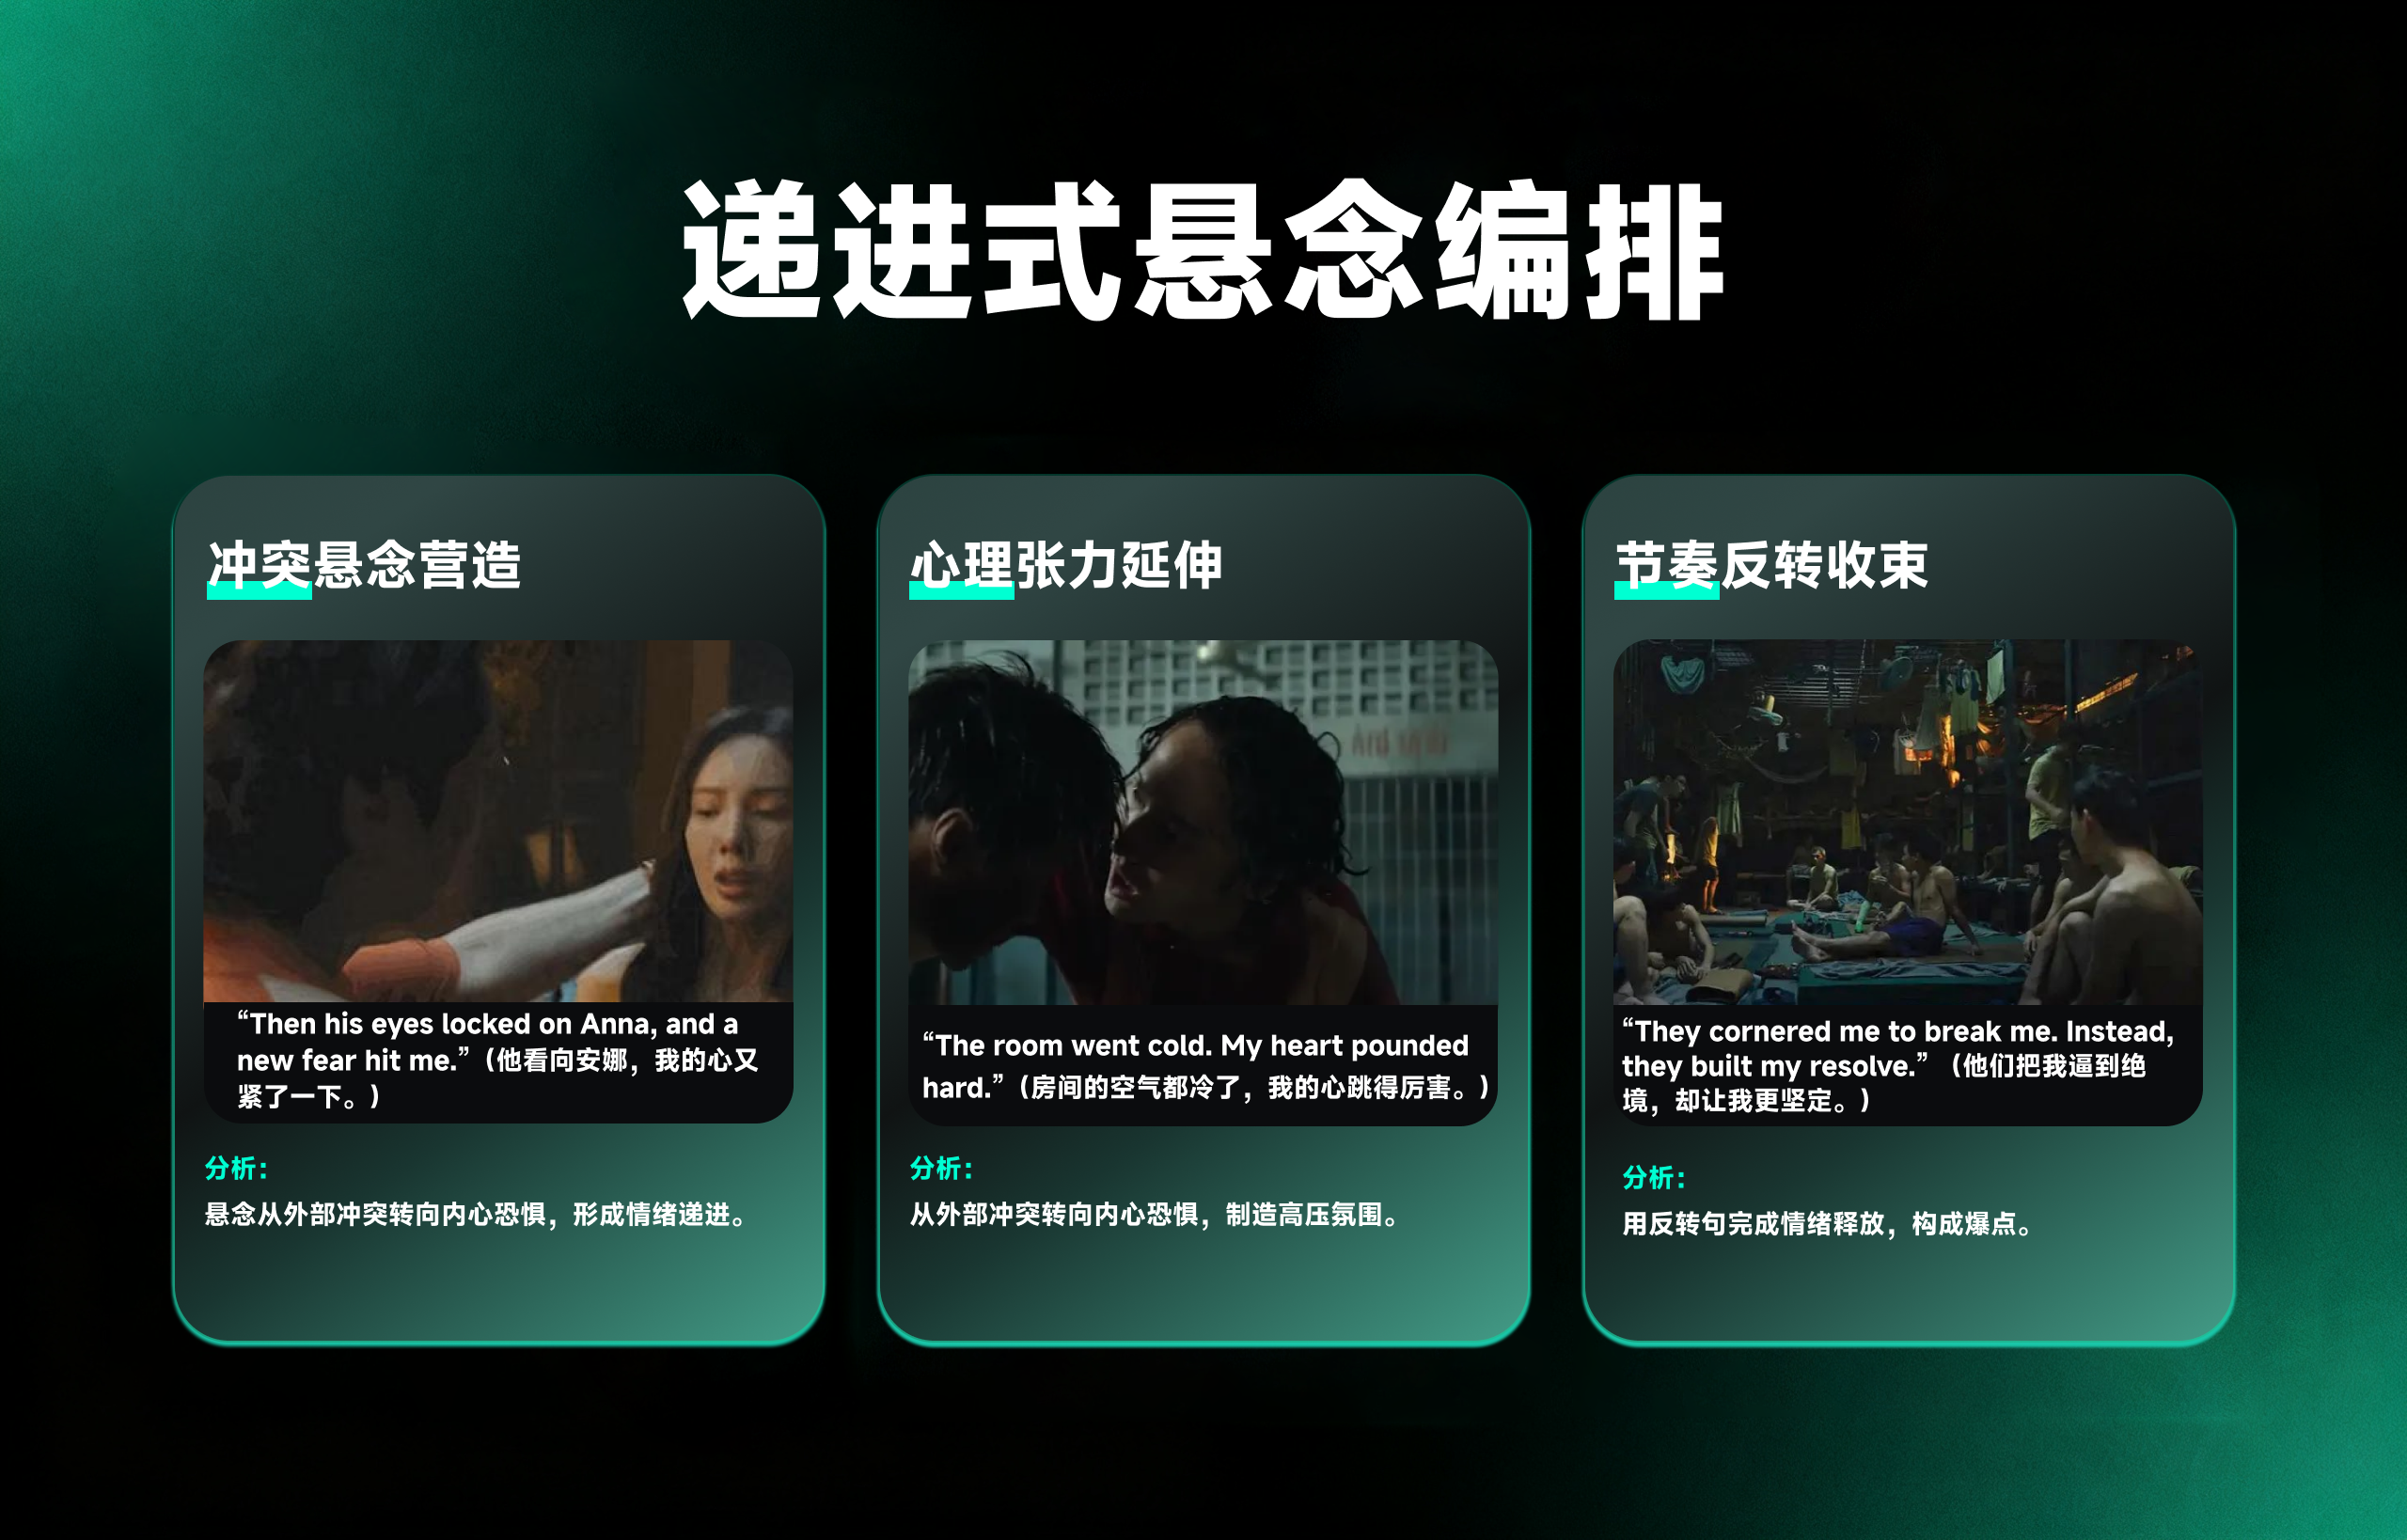 递进式悬念编排
冲突悬念营造
“Then his eyes locked on Anna, and a
new fear hit me.”（他看向安娜，我的心又
紧了一下。）
分析：
悬念从外部冲突转向内心恐惧，形成情绪递进。
心理张力延伸
“The room went cold. My heart pounded
hard.”（房间的空气都冷了，我的心跳得厉害。）
分析：
从外部冲突转向内心恐惧，制造高压氛围。
节奏反转收束
“They cornered me to break me. Instead,
they built my resolve.”（他们把我逼到绝
境，却让我更坚定。）
分析：
用反转句完成情绪释放，构成爆点。